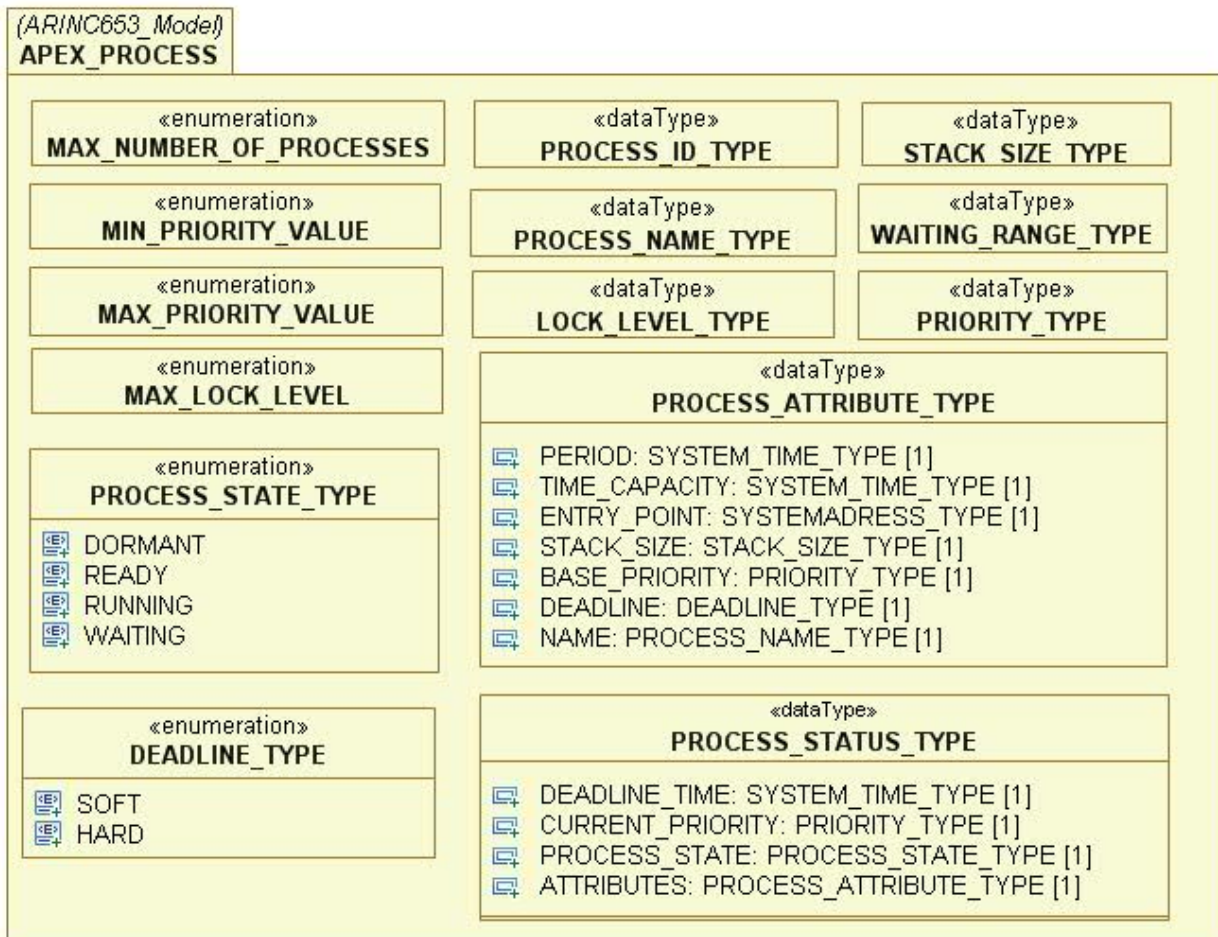 (ARINC653_Model)
APEX_PROCESS
«enumeration»
MAX_NUMBER_OF_PROCESSES
«dataType»
PROCESS_ID_TYPE
«dataType»
STACK_SIZE_TYPE
«enumeration»
MIN_PRIORITY_VALUE
«dataType»
PROCESS_NAME_TYPE
«dataType»
WAITING_RANGE_TYPE
«enumeration»
MAX_PRIORITY_VALUE
«dataType»
LOCK_LEVEL_TYPE
«dataType»
PRIORITY_TYPE
«enumeration»
MAX_LOCK_LEVEL
«dataType»
PROCESS_ATTRIBUTE_TYPE
PERIOD: SYSTEM_TIME_TYPE [1]
TIME_CAPACITY: SYSTEM_TIME_TYPE [1]
ENTRY_POINT: SYSTEMADRESS_TYPE [1]
STACK_SIZE: STACK_SIZE_TYPE [1]
BASE_PRIORITY: PRIORITY_TYPE [1]
DEADLINE: DEADLINE_TYPE [1]
NAME: PROCESS_NAME_TYPE [1]
«enumeration»
PROCESS_STATE_TYPE
DORMANT
READY
RUNNING
WAITING
«enumeration»
DEADLINE_TYPE
SOFT
HARD
«dataType»
PROCESS_STATUS_TYPE
DEADLINE_TIME: SYSTEM_TIME_TYPE [1]
CURRENT_PRIORITY: PRIORITY_TYPE [1]
PROCESS_STATE: PROCESS_STATE_TYPE [1]
ATTRIBUTES: PROCESS_ATTRIBUTE_TYPE [1]